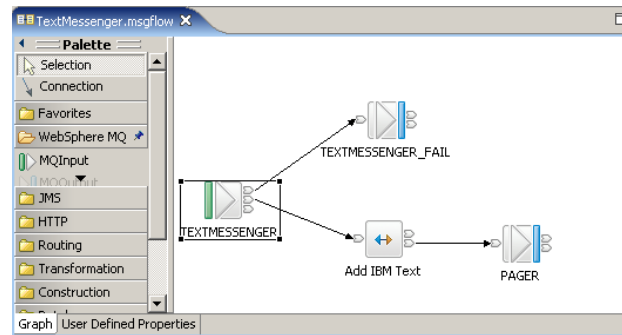 TextMessenger.msgflow
Palette
Selection
Connection
Favorites
WebSphere MQ
MQInput
JMS
HTTP
Routing
Transformation
Construction
TEXTMESSENGER_FAIL
TEXTMESSENGER
Add IBM Text
PAGER
Graph
User Defined Properties